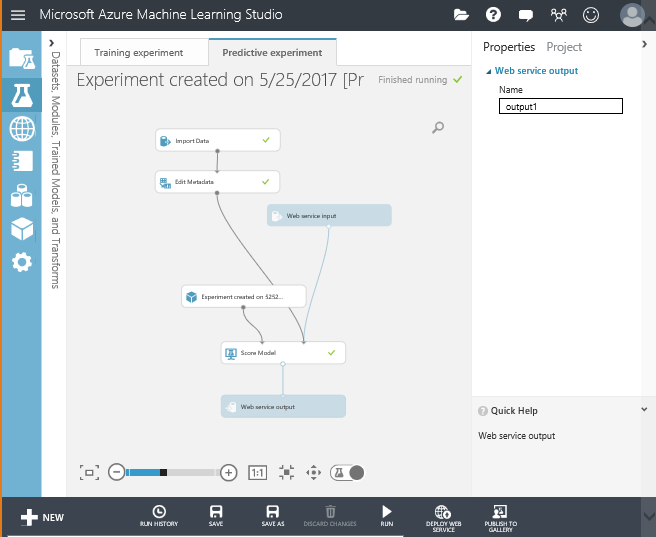 Microsoft Azure Machine Learning Studio
Datasets, Modules, Trained Models, and Transforms
Training experiment
Predictive experiment
Experiment created on 5/25/2017 [Pr
Finished running
Import Data
Edit Metadata
Web service input
Experiment created on 5252...
Score Model
Web service output
1:1
Properties
Project
Web service output
Name
output1
Quick Help
Web service output
NEW
RUN HISTORY
SAVE
SAVE AS
DISCARD CHANGES
RUN
DEPLOY WEB
SERVICE
PUBLISH TO
GALLERY